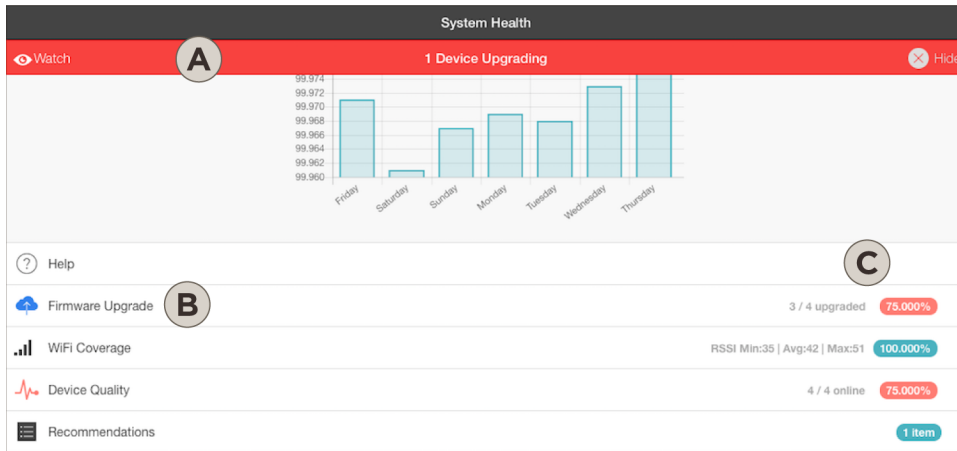 System Health
Watch A 1 Device Upgrading Hide
99.974
99.972
99.970
99.968
99.966
99.964
99.962
99.960
Friday Saturday Sunday Monday Tuesday Wednesday Thursday
? Help C
Firmware Upgrade B 3 / 4 upgraded 75.000%
WiFi Coverage RSSI Min:35 | Avg:42 | Max:51 100.000%
Device Quality 4 / 4 online 75.000%
Recommendations 1 item